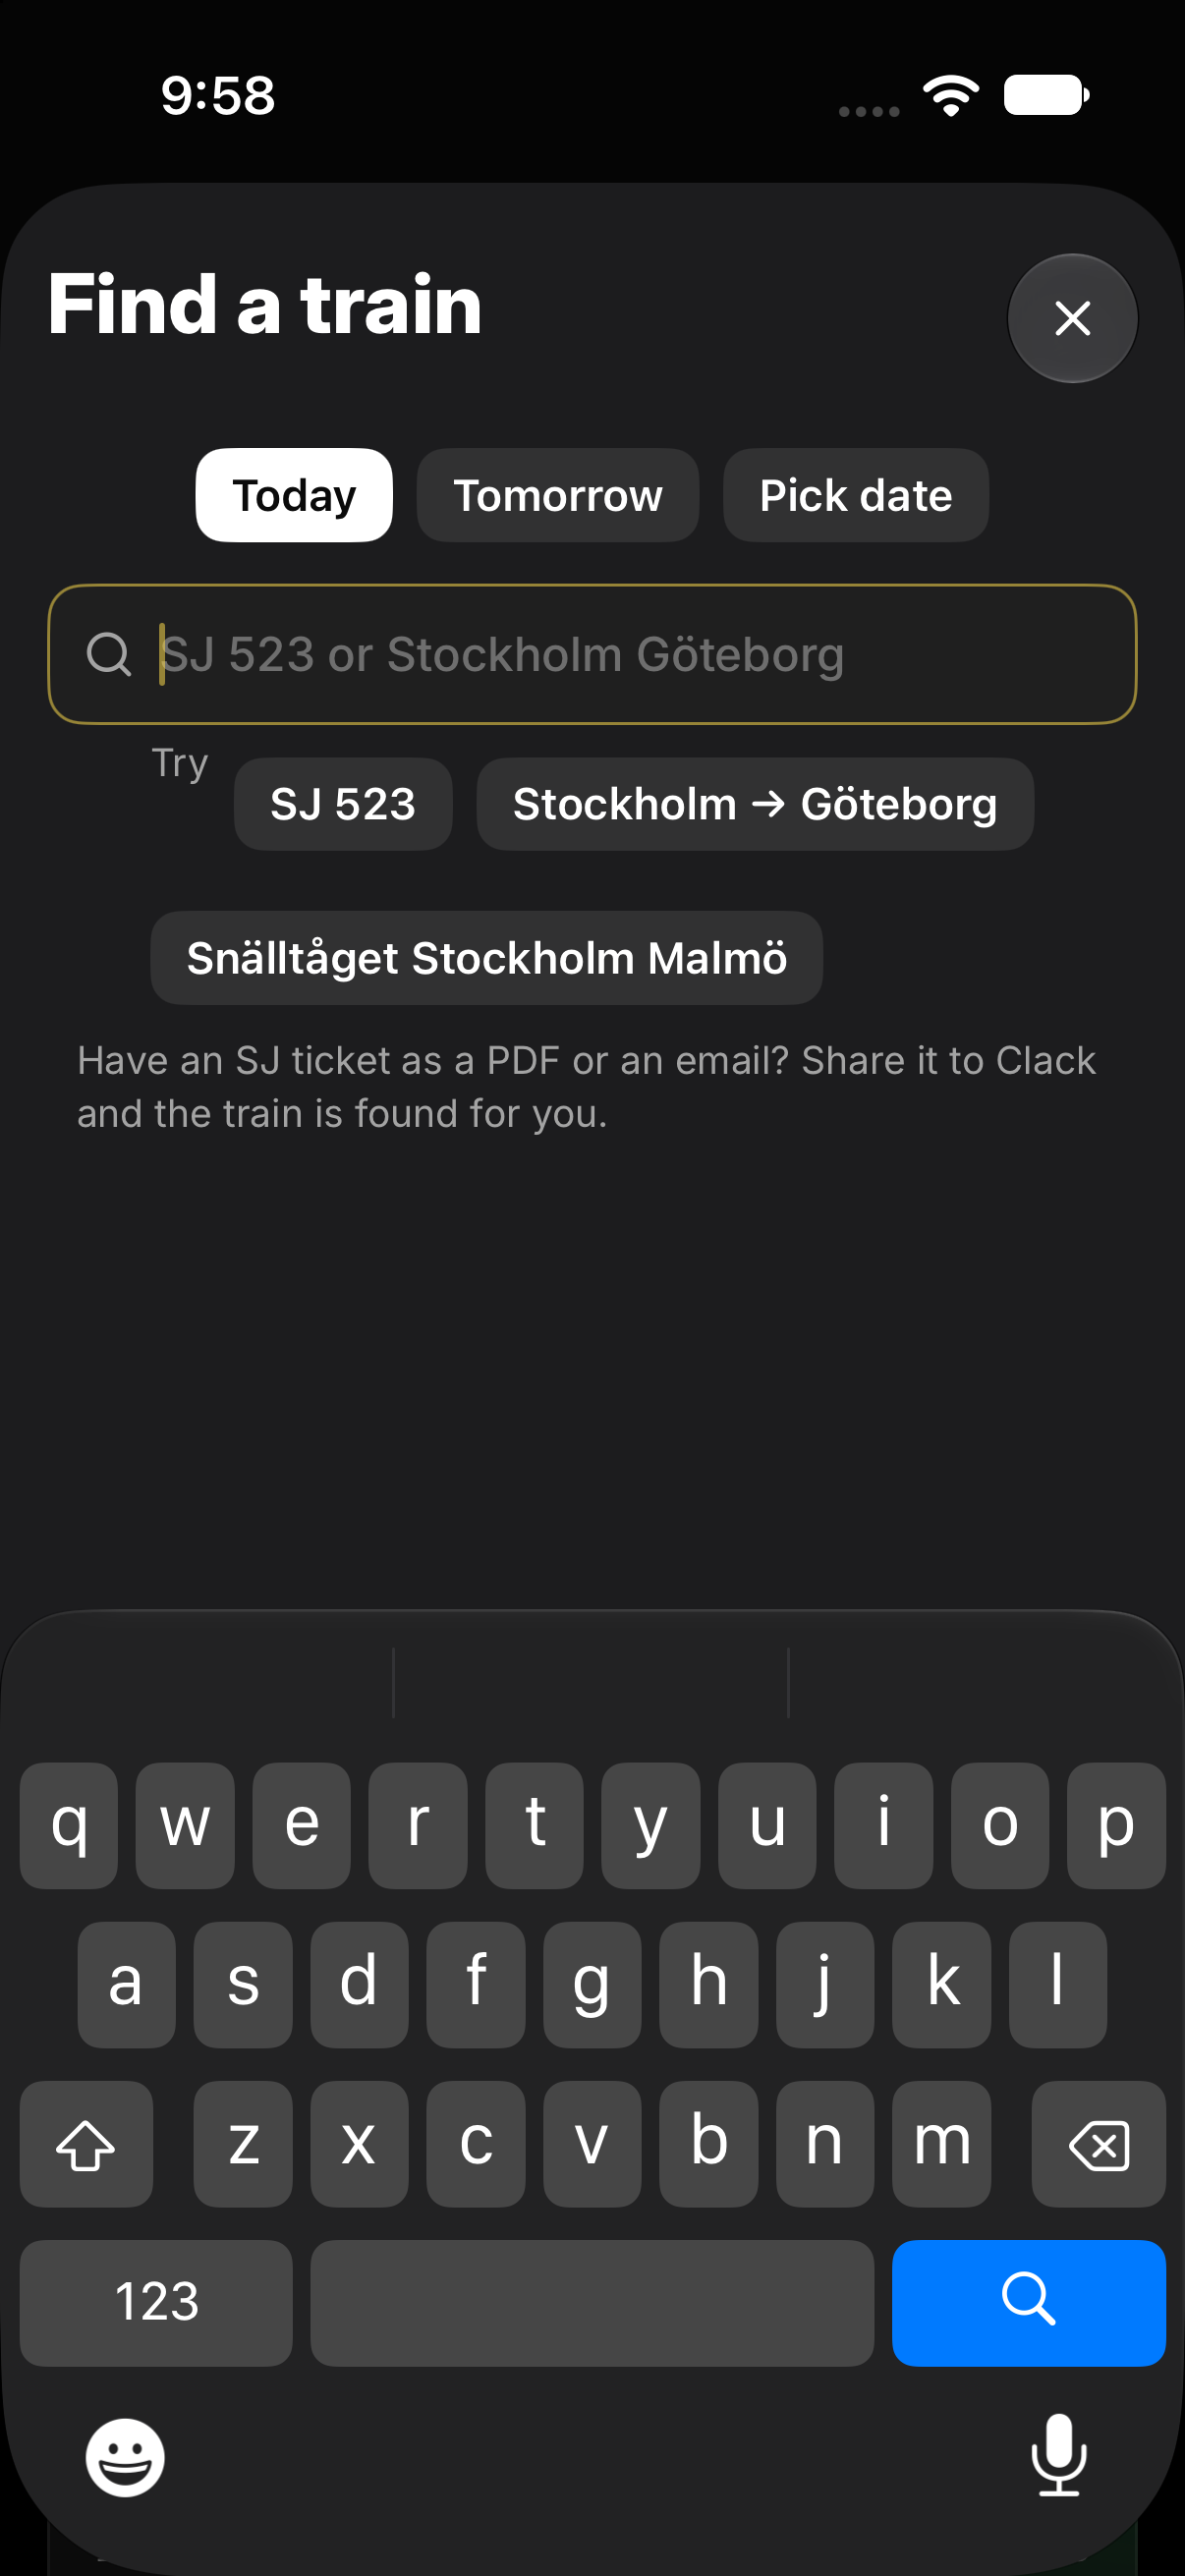 9:58
Find a train
Today Tomorrow Pick date
SJ 523 or Stockholm Göteborg
Try SJ 523 Stockholm → Göteborg
Snälltåget Stockholm Malmö
Have an SJ ticket as a PDF or an email? Share it to Clack
and the train is found for you.
q w e r t y u i o p
a s d f g h j k l
z x c v b n m
123